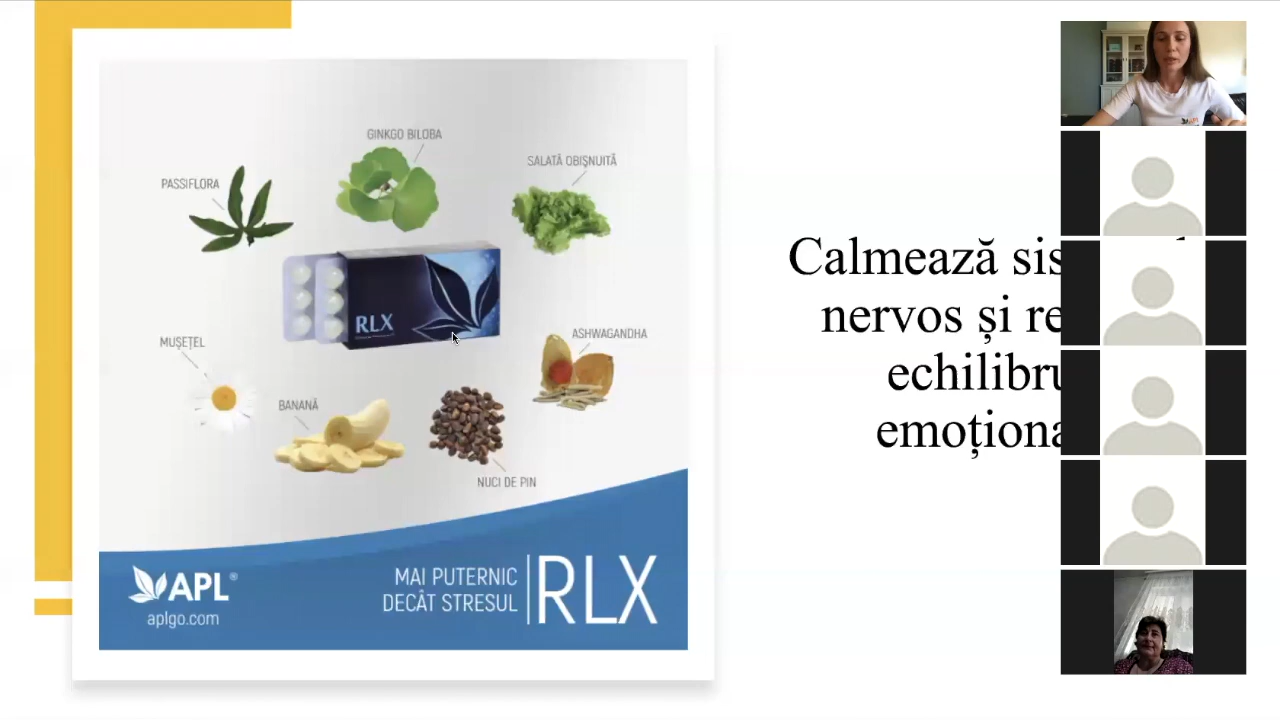 GINKGO BILOBA
SALATĂ OBIȘNUITĂ
PASSIFLORA
RLX
MUȘEȚEL
ASHWAGANDHA
BANANĂ
NUCI DE PIN
APL®
aplgo.com
MAI PUTERNIC
DECÂT STRESUL
RLX
Calmează sis
nervos și re
echilibru
emoționa
APL